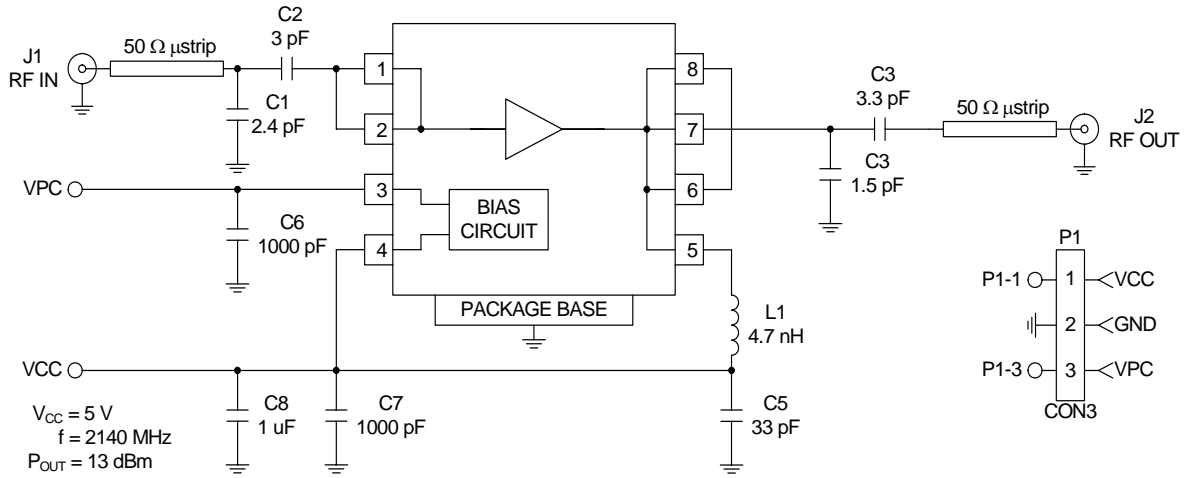 J1
RF IN
50 Ω µstrip
C2
3 pF
C1
2.4 pF
1
2
3
4
8
7
6
5
BIAS
CIRCUIT
PACKAGE BASE
C3
3.3 pF
50 Ω µstrip
J2
RF OUT
C3
1.5 pF
VPC
C6
1000 pF
L1
4.7 nH
VCC
C8
1 uF
C7
1000 pF
C5
33 pF
V_CC = 5 V
f = 2140 MHz
P_OUT = 13 dBm
P1
P1-1 1 VCC
2 GND
P1-3 3 VPC
CON3